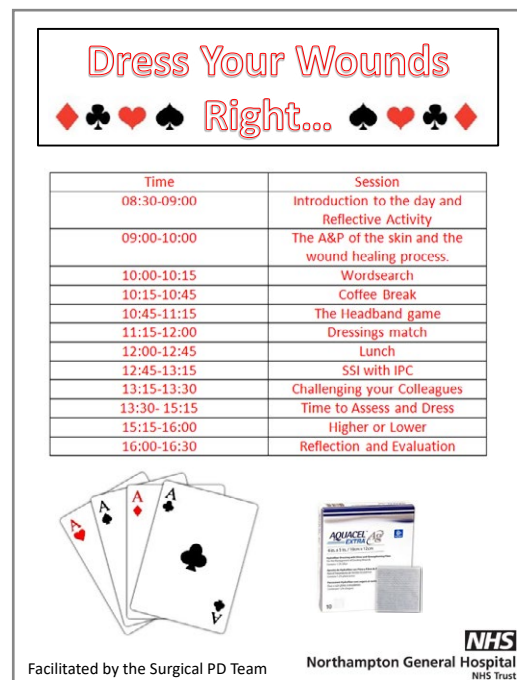 Dress Your Wounds
Right...
Time Session
08:30-09:00 Introduction to the day and
Reflective Activity
09:00-10:00 The A&P of the skin and the
wound healing process.
10:00-10:15 Wordsearch
10:15-10:45 Coffee Break
10:45-11:15 The Headband game
11:15-12:00 Dressings match
12:00-12:45 Lunch
12:45-13:15 SSI with IPC
13:15-13:30 Challenging your Colleagues
13:30- 15:15 Time to Assess and Dress
15:15-16:00 Higher or Lower
16:00-16:30 Reflection and Evaluation
A A A A
A
AQUACEL Ag
EXTRA
10
NHS
Northampton General Hospital
NHS Trust
Facilitated by the Surgical PD Team